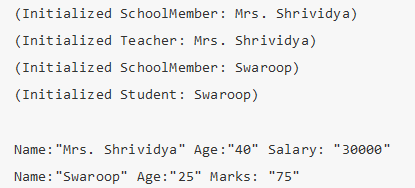 (Initialized SchoolMember: Mrs. Shrividya)
(Initialized Teacher: Mrs. Shrividya)
(Initialized SchoolMember: Swaroop)
(Initialized Student: Swaroop)
Name:"Mrs. Shrividya" Age:"40" Salary: "30000"
Name:"Swaroop" Age:"25" Marks: "75"